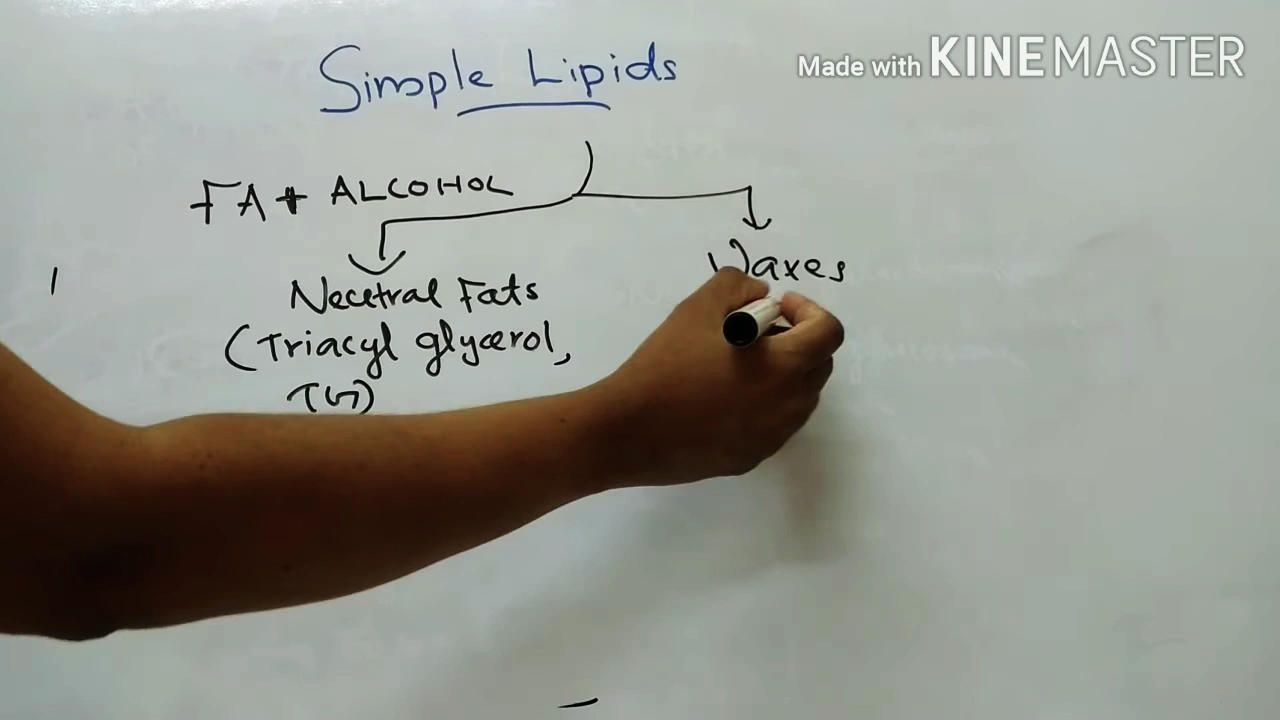 Made with KINEMASTER
Simple Lipids
FA + ALCOHOL
Waxes
Neutral Fats
(Triacyl glycerol,
TG)